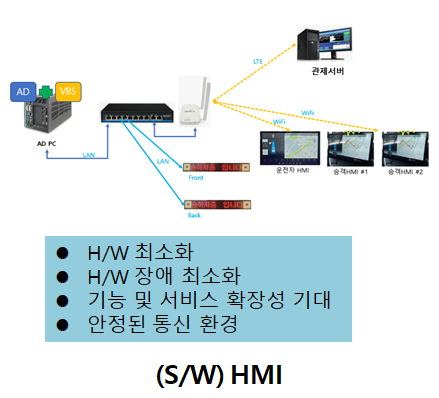 관제서버
LTE
AD
VBS
WiFi
WiFi
AD PC
LAN
LAN
운전자 HMI
승객HMI #1
승객HMI #2
Front
Back
● H/W 최소화
● H/W 장애 최소화
● 기능 및 서비스 확장성 기대
● 안정된 통신 환경
(S/W) HMI